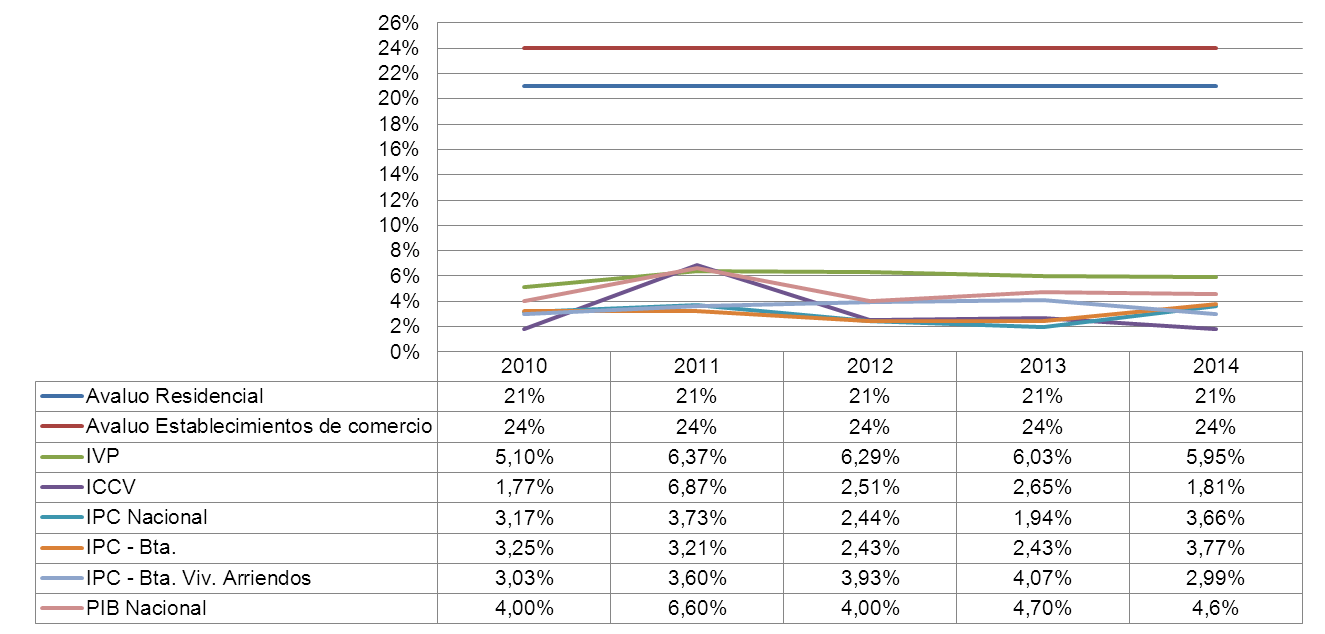 26%
24%
22%
20%
18%
16%
14%
12%
10%
8%
6%
4%
2%
0%
2010 2011 2012 2013 2014
Avaluo Residencial 21% 21% 21% 21% 21%
Avaluo Establecimientos de comercio 24% 24% 24% 24% 24%
IVP 5,10% 6,37% 6,29% 6,03% 5,95%
ICCV 1,77% 6,87% 2,51% 2,65% 1,81%
IPC Nacional 3,17% 3,73% 2,44% 1,94% 3,66%
IPC - Bta. 3,25% 3,21% 2,43% 2,43% 3,77%
IPC - Bta. Viv. Arriendos 3,03% 3,60% 3,93% 4,07% 2,99%
PIB Nacional 4,00% 6,60% 4,00% 4,70% 4,6%